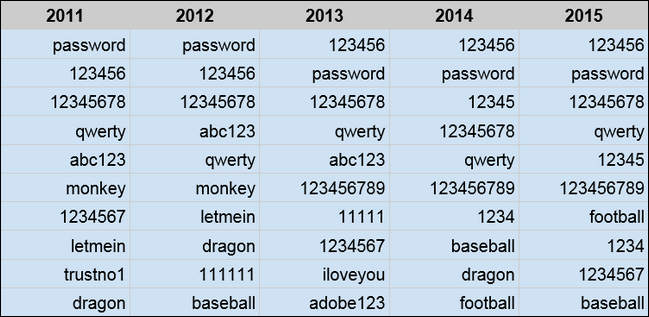 2011 2012 2013 2014 2015
password password 123456 123456 123456
123456 123456 password password password
12345678 12345678 12345678 12345 12345678
qwerty abc123 qwerty 12345678 qwerty
abc123 qwerty abc123 qwerty 12345
monkey monkey 123456789 123456789 123456789
1234567 letmein 11111 1234 football
letmein dragon 1234567 baseball 1234
trustno1 111111 iloveyou dragon 1234567
dragon baseball adobe123 football baseball